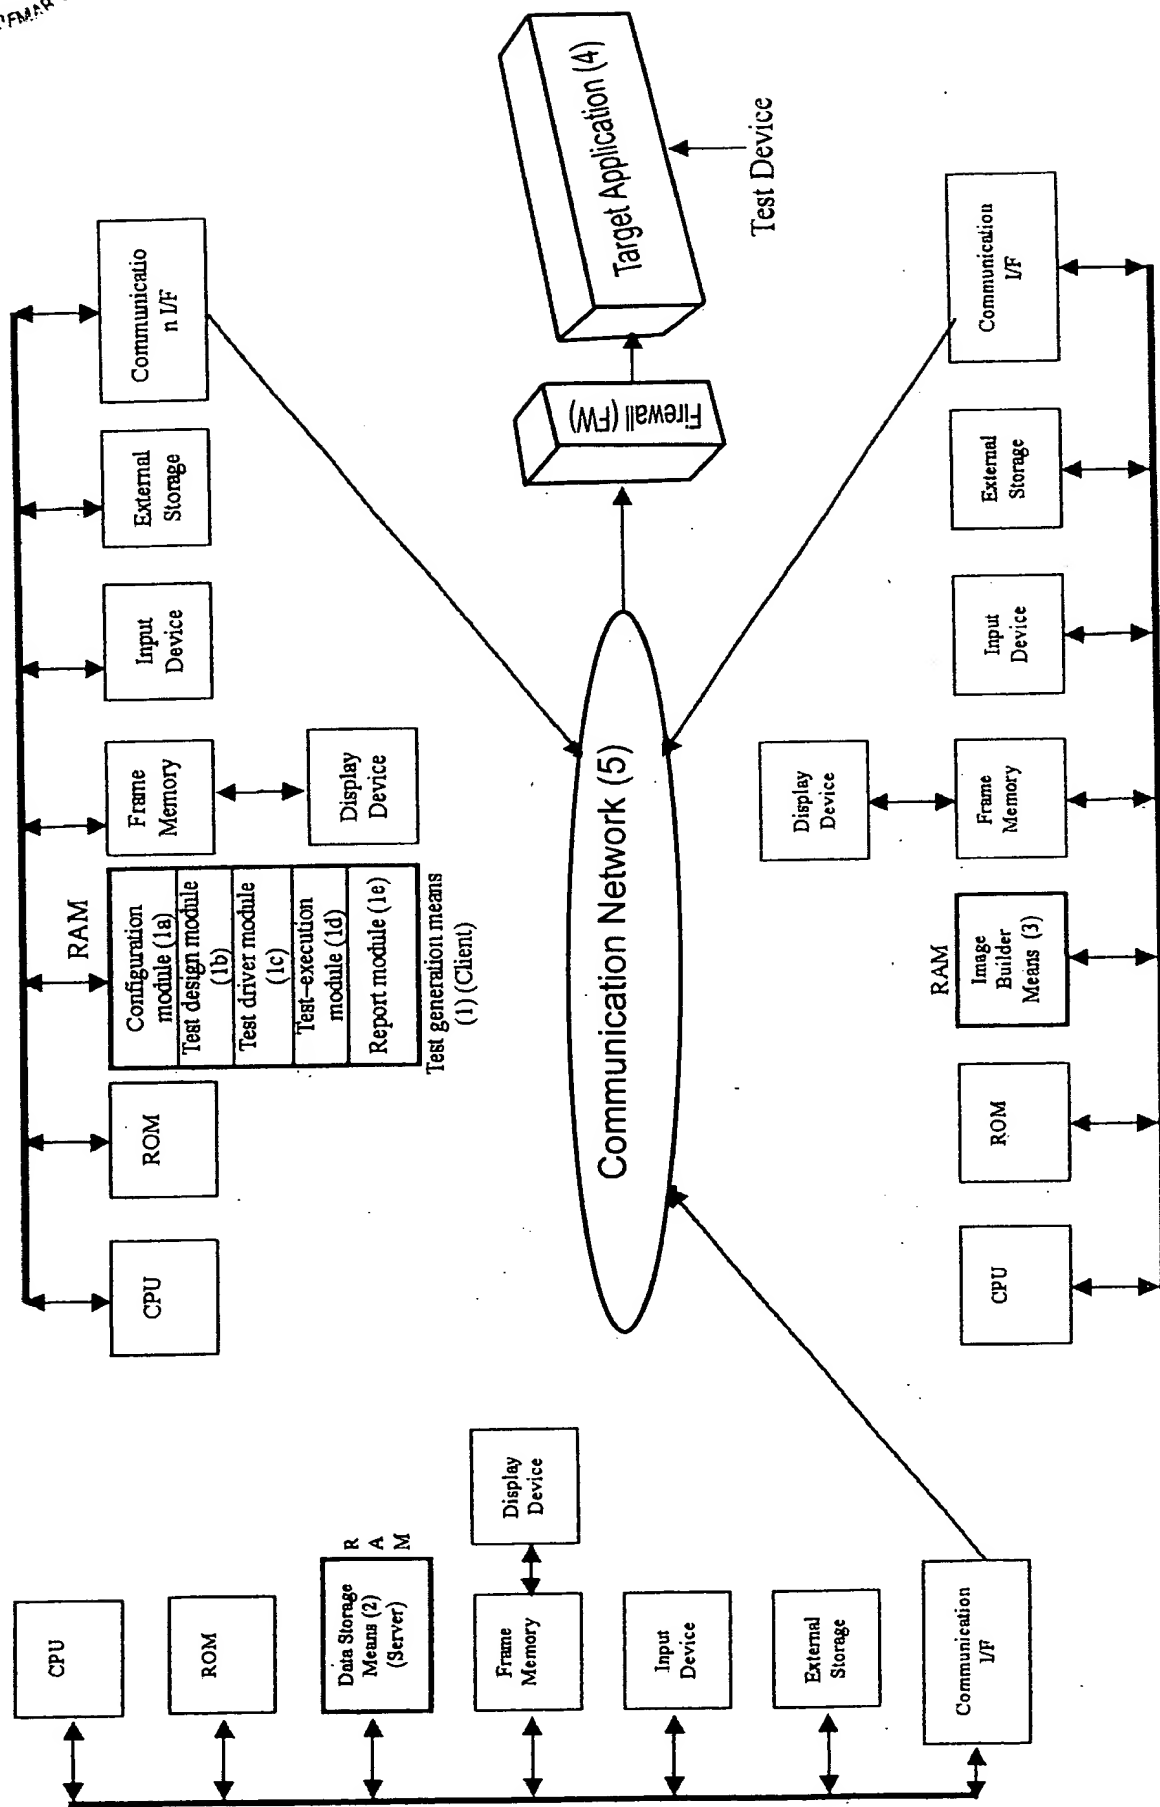 CPU
ROM
RAM
Configuration
module (1a)
Test design module
(1b)
Test driver module
(1c)
Test-execution
module (1d)
Report module (1e)
Test generation means
(1) (Client)
Frame
Memory
Display
Device
Input
Device
External
Storage
Communicatio
n I/F
CPU
ROM
Data Storage
Means (2)
(Server)
R
A
M
Frame
Memory
Display
Device
Input
Device
External
Storage
Communication
I/F
Communication Network (5)
Firewall (FW)
Target Application (4)
Test Device
CPU
ROM
RAM
Image
Builder
Means (3)
Frame
Memory
Display
Device
Input
Device
External
Storage
Communication
I/F